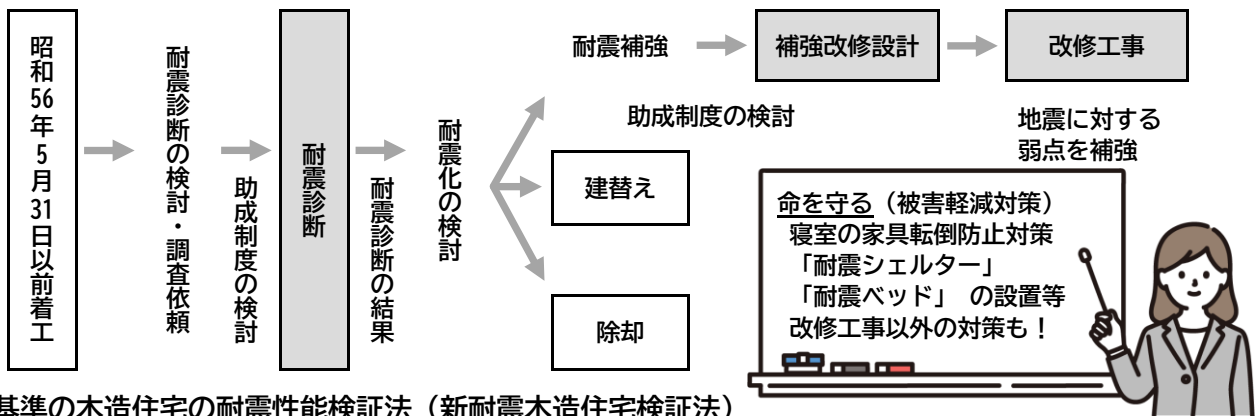 昭和56年5月31日以前着工
耐震診断の検討・調査依頼
助成制度の検討
耐震診断
耐震診断の結果
耐震化の検討
耐震補強
補強改修設計
改修工事
助成制度の検討
地震に対する
弱点を補強
建替え
除却
命を守る（被害軽減対策）
寝室の家具転倒防止対策
「耐震シェルター」
「耐震ベッド」 の設置等
改修工事以外の対策も！
基準の木造住宅の耐震性能検証法（新耐震木造住宅検証法）